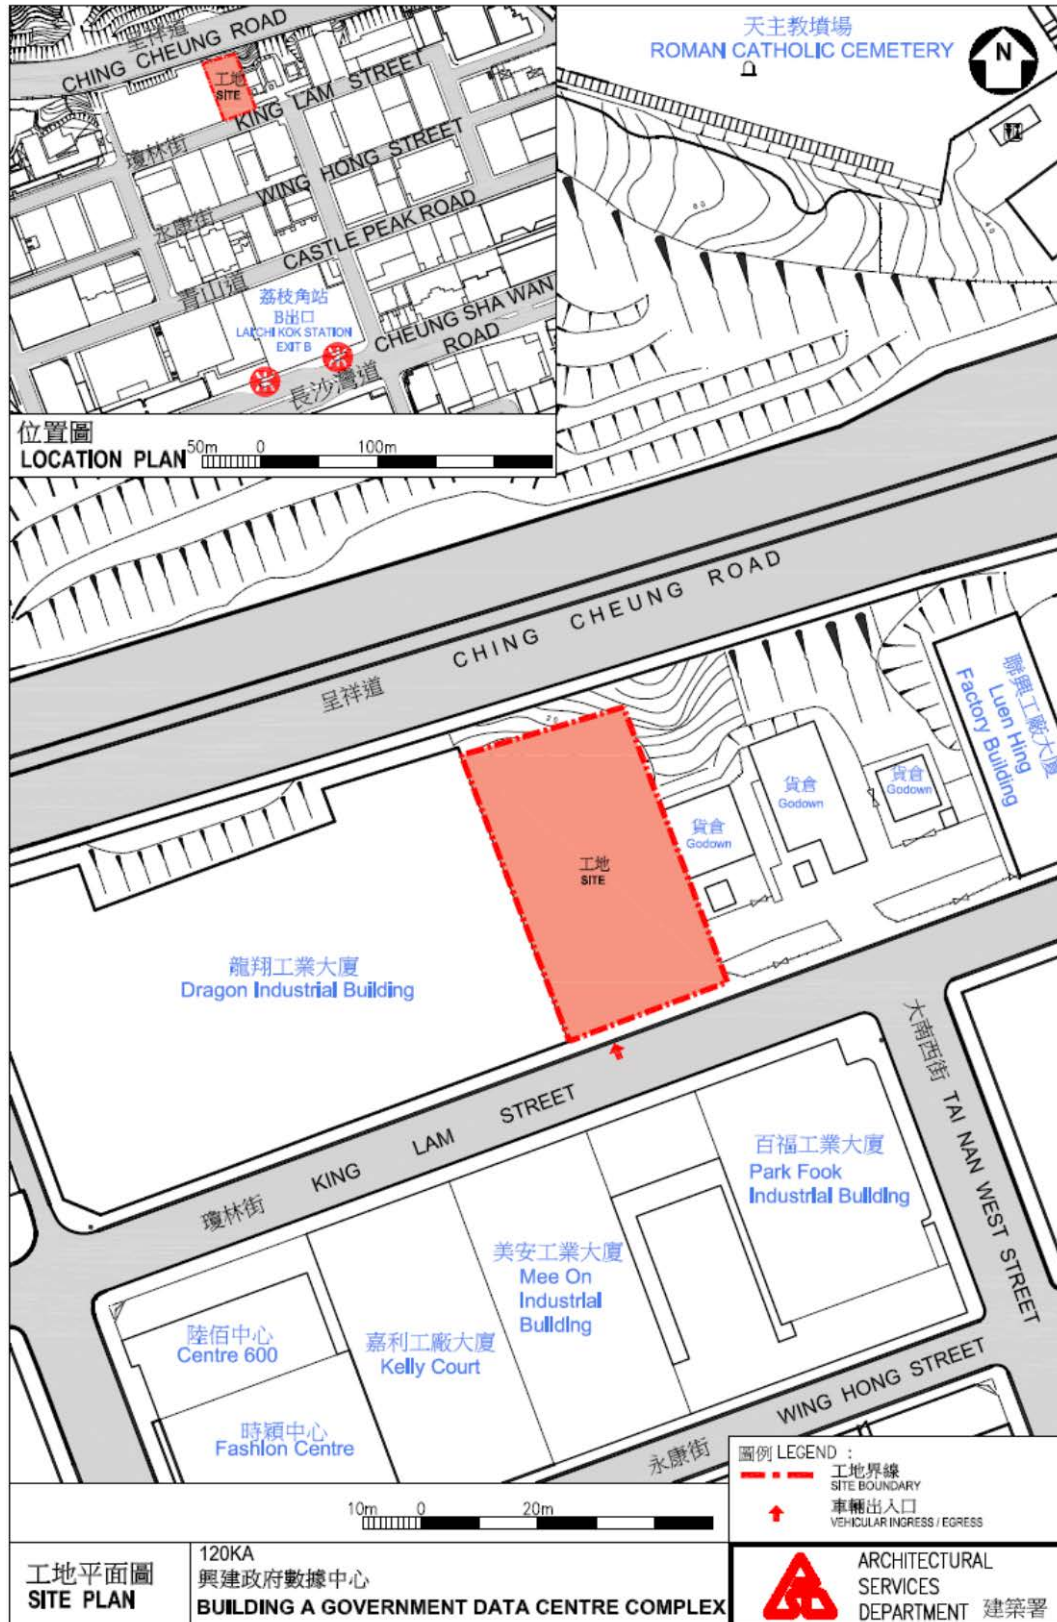 呈祥道
CHING CHEUNG ROAD
工地
SITE
KING LAM STREET
瓊林街
WING HONG STREET
永康街
CASTLE PEAK ROAD
青山道
荔枝角站
B出口
LAI CHI KOK STATION
EXIT B
CHEUNG SHA WAN
ROAD
長沙灣道
位置圖
LOCATION PLAN
50m 0 100m
天主教墳場
ROMAN CATHOLIC CEMETERY
N
CHING CHEUNG ROAD
呈祥道
聯興工廠大廈
Luen Hing
Factory Building
貨倉
Godown
貨倉
Godown
貨倉
Godown
工地
SITE
龍翔工業大廈
Dragon Industrial Building
大南西街 TAI NAN WEST STREET
瓊林街 KING LAM STREET
百福工業大廈
Park Fook
Industrial Building
美安工業大廈
Mee On
Industrial
Building
陸佰中心
Centre 600
嘉利工廠大廈
Kelly Court
時穎中心
Fashion Centre
永康街 WING HONG STREET
圖例 LEGEND :
工地界線
SITE BOUNDARY
車輛出入口
VEHICULAR INGRESS / EGRESS
10m 0 20m
工地平面圖
SITE PLAN
120KA
興建政府數據中心
BUILDING A GOVERNMENT DATA CENTRE COMPLEX
ARCHITECTURAL
SERVICES
DEPARTMENT 建築署